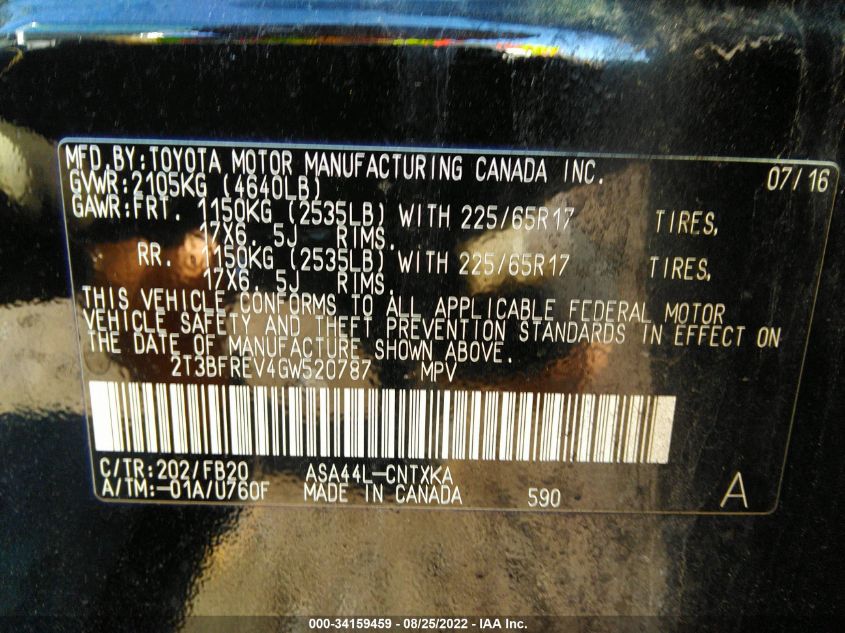 MFD.BY:TOYOTA MOTOR MANUFACTURING CANADA INC. 07/16
GVWR:2105KG (4640LB)
GAWR:FRT. 1150KG (2535LB) WITH 225/65R17 TIRES,
17X6.5J RIMS.
RR. 1150KG (2535LB) WITH 225/65R17 TIRES,
17X6.5J RIMS.
THIS VEHICLE CONFORMS TO ALL APPLICABLE FEDERAL MOTOR
VEHICLE SAFETY AND THEFT PREVENTION STANDARDS IN EFFECT ON
THE DATE OF MANUFACTURE SHOWN ABOVE.
2T3BFREV4GW520787 MPV
C/TR:202/FB20 ASA44L-CNTXKA
A/TM:-01A/U760F MADE IN CANADA 590 A
000-34159459 - 08/25/2022 - IAA Inc.